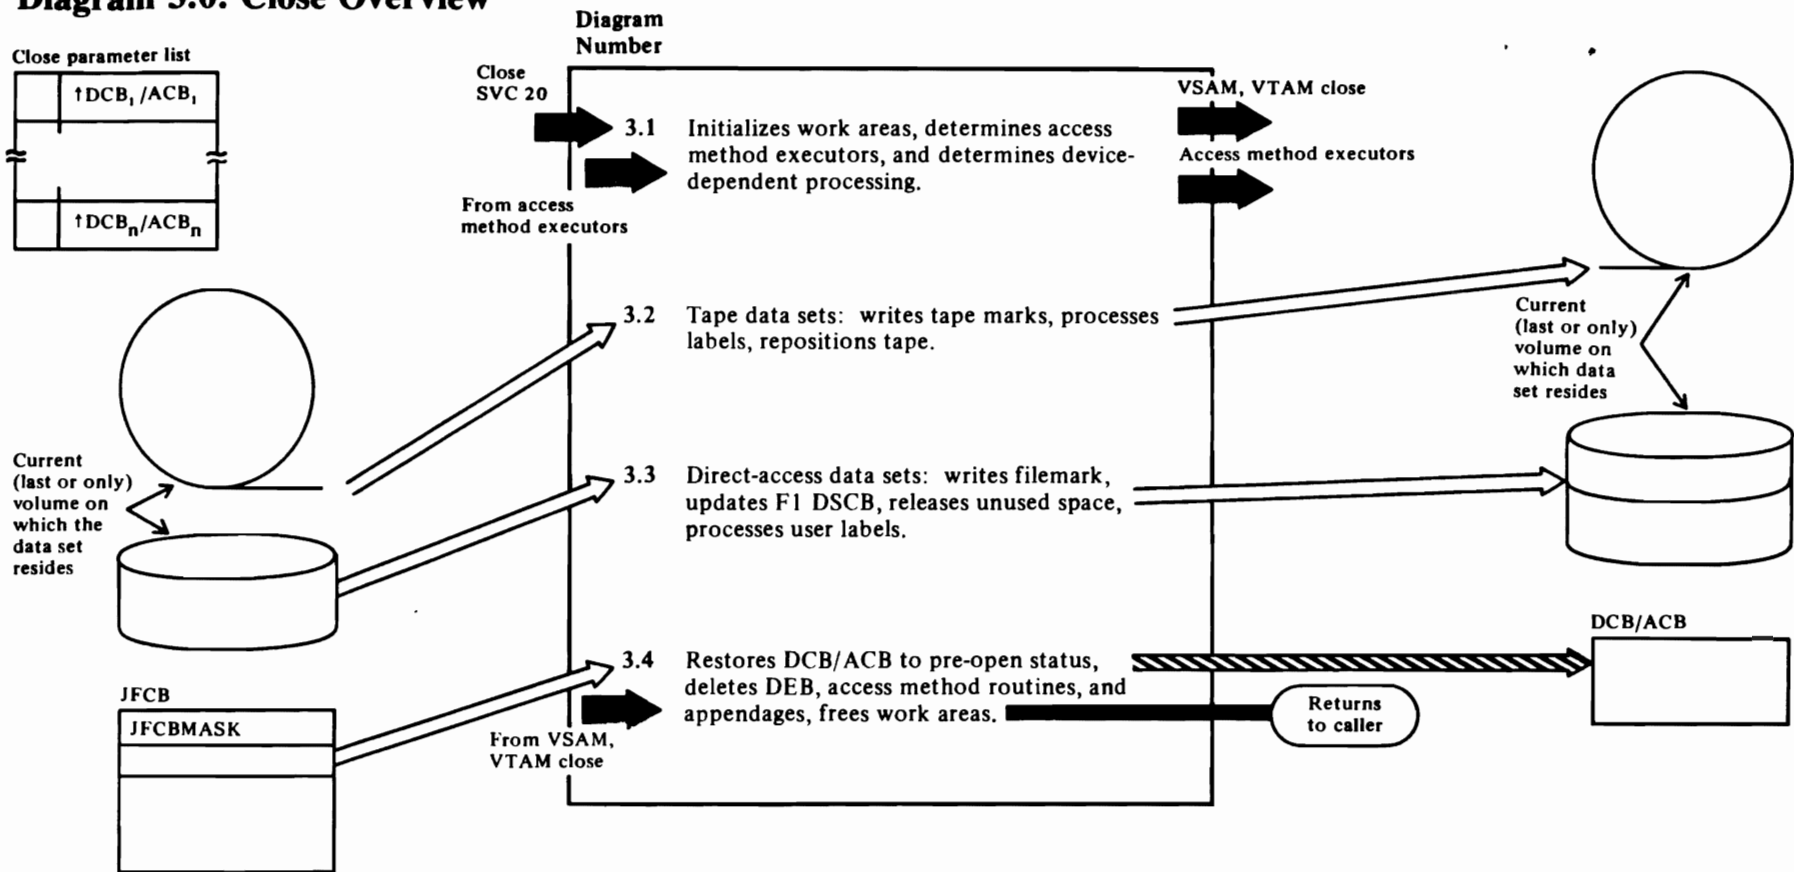 Diagram 3.0: Close Overview
Diagram
Number
Close parameter list
↑DCB₁/ACB₁
↑DCBₙ/ACBₙ
Close
SVC 20
From access
method executors
3.1 Initializes work areas, determines access
method executors, and determines device-
dependent processing.
VSAM, VTAM close
Access method executors
3.2 Tape data sets: writes tape marks, processes
labels, repositions tape.
Current
(last or only)
volume on
which data
set resides
Current
(last or only)
volume on
which the
data set
resides
3.3 Direct-access data sets: writes filemark,
updates F1 DSCB, releases unused space,
processes user labels.
3.4 Restores DCB/ACB to pre-open status,
deletes DEB, access method routines, and
appendages, frees work areas.
From VSAM,
VTAM close
Returns
to caller
DCB/ACB
JFCB
JFCBMASK